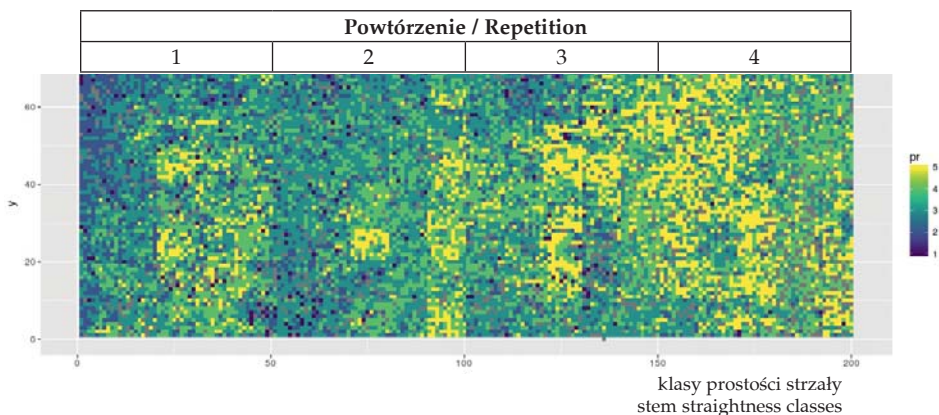 Powtórzenie / Repetition
1 2 3 4
60
40
20
0
y
0 50 100 150 200
pr
5
4
3
2
1
klasy prostości strzały
stem straightness classes